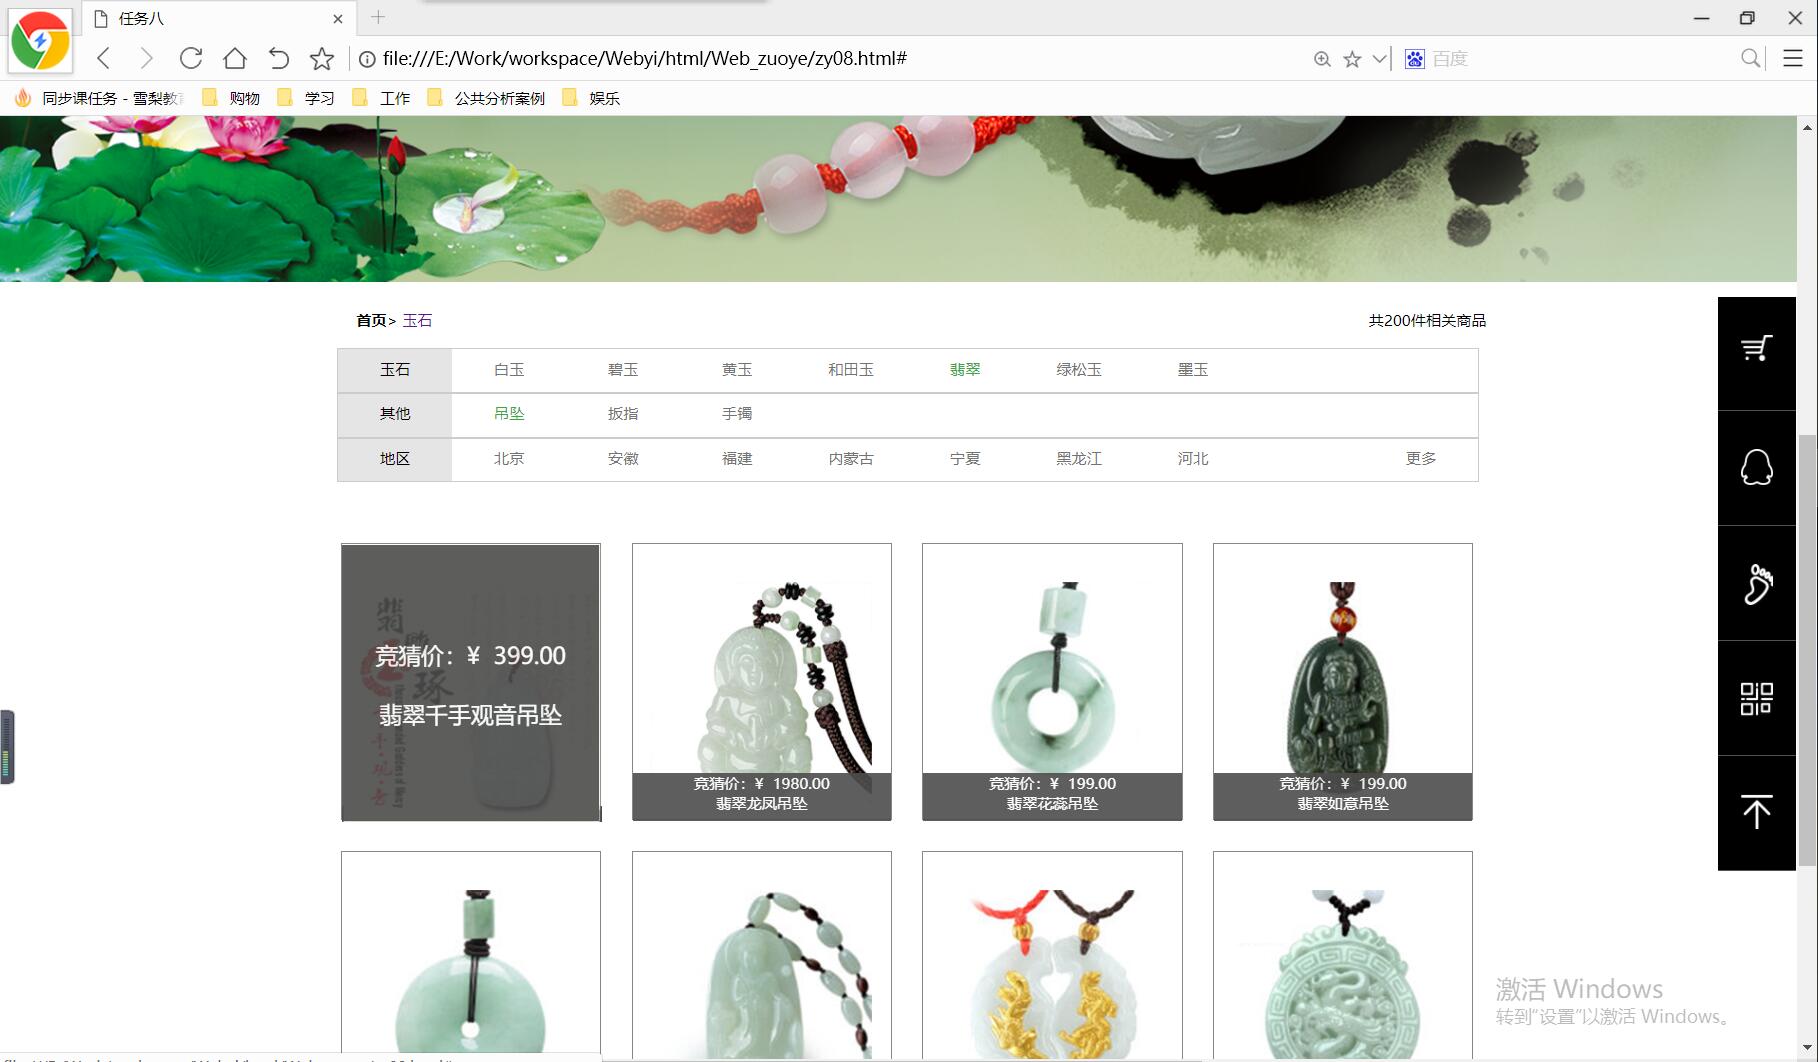 任务八
file:///E:/Work/workspace/Webyi/html/Web_zuoye/zy08.html#
百度
同步课任务 - 雪梨教
购物
学习
工作
公共分析案例
娱乐
首页> 玉石
共200件相关商品
玉石 白玉 碧玉 黄玉 和田玉 翡翠 绿松玉 墨玉
其他 吊坠 扳指 手镯
地区 北京 安徽 福建 内蒙古 宁夏 黑龙江 河北 更多
竞猜价：¥ 399.00
翡翠千手观音吊坠
竞猜价：¥ 1980.00
翡翠龙凤吊坠
竞猜价：¥ 199.00
翡翠花蕊吊坠
竞猜价：¥ 199.00
翡翠如意吊坠
激活 Windows
转到“设置”以激活 Windows。